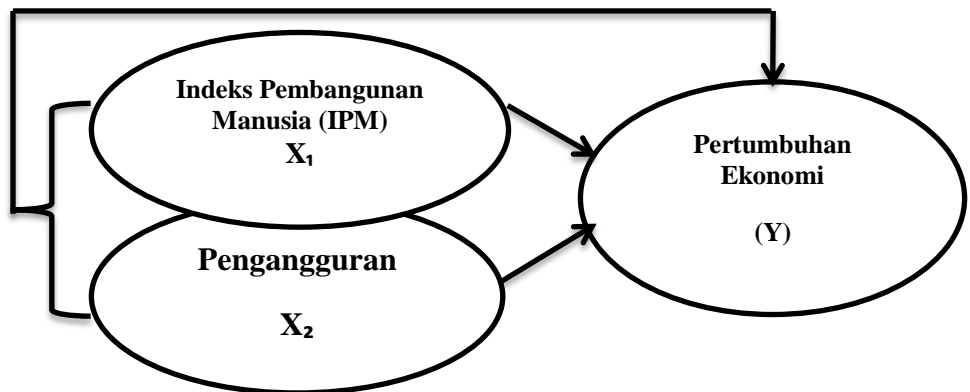 Indeks Pembangunan
Manusia (IPM)
X₁
Pengangguran
X₂
Pertumbuhan
Ekonomi
(Y)